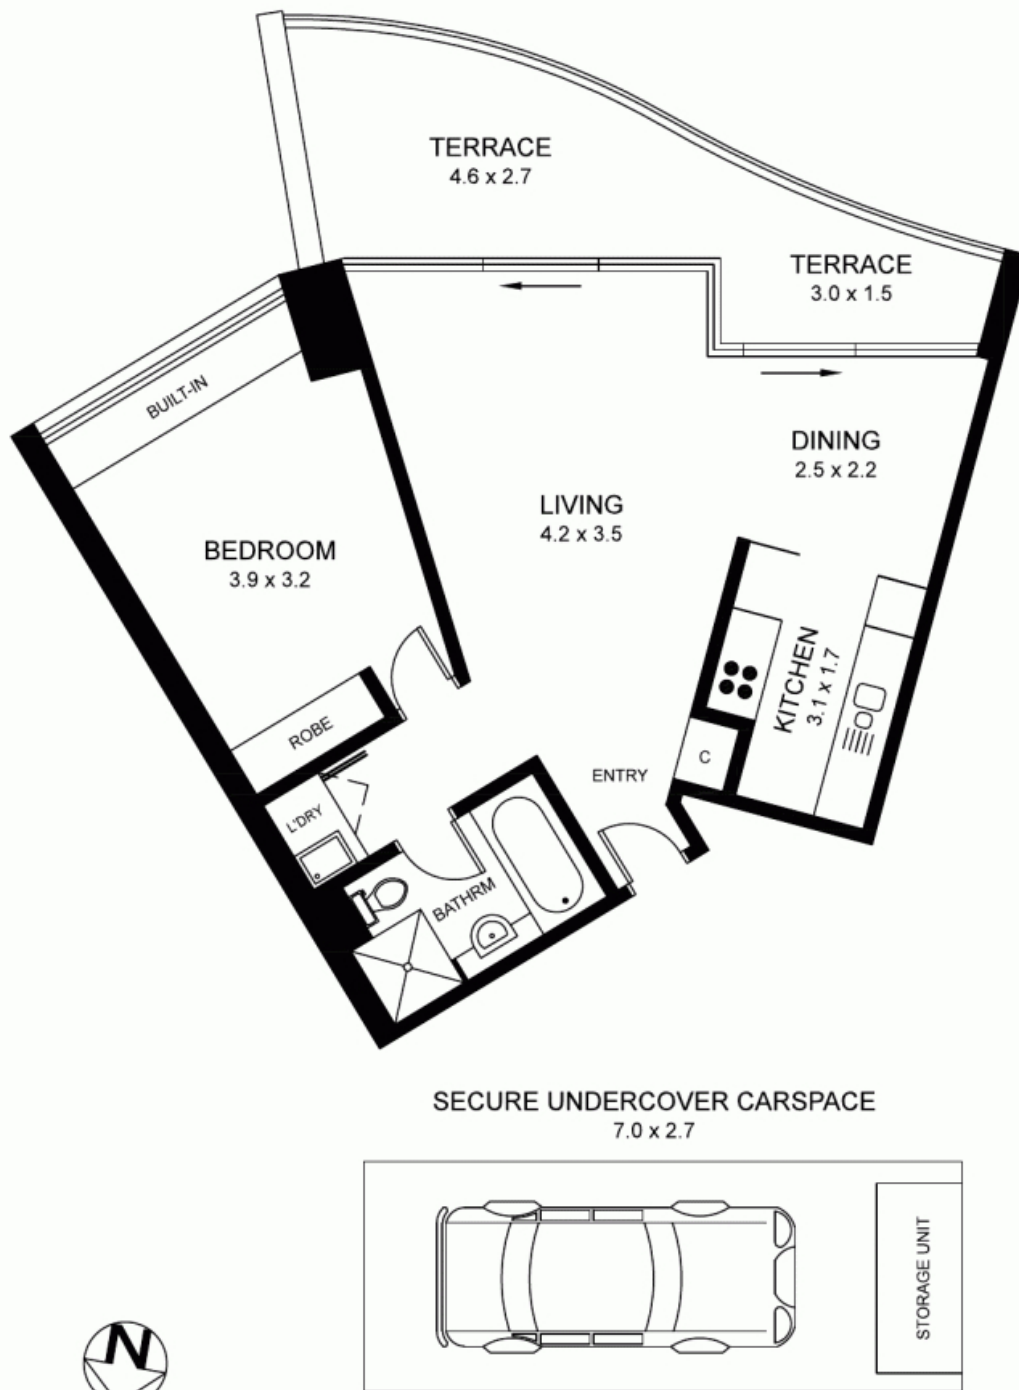 TERRACE
4.6 x 2.7
TERRACE
3.0 x 1.5
BUILT-IN
DINING
2.5 x 2.2
LIVING
4.2 x 3.5
BEDROOM
3.9 x 3.2
KITCHEN
3.1 x 1.7
ROBE
C
ENTRY
L'DRY
BATHRM
SECURE UNDERCOVER CARSPACE
7.0 x 2.7
STORAGE UNIT
N